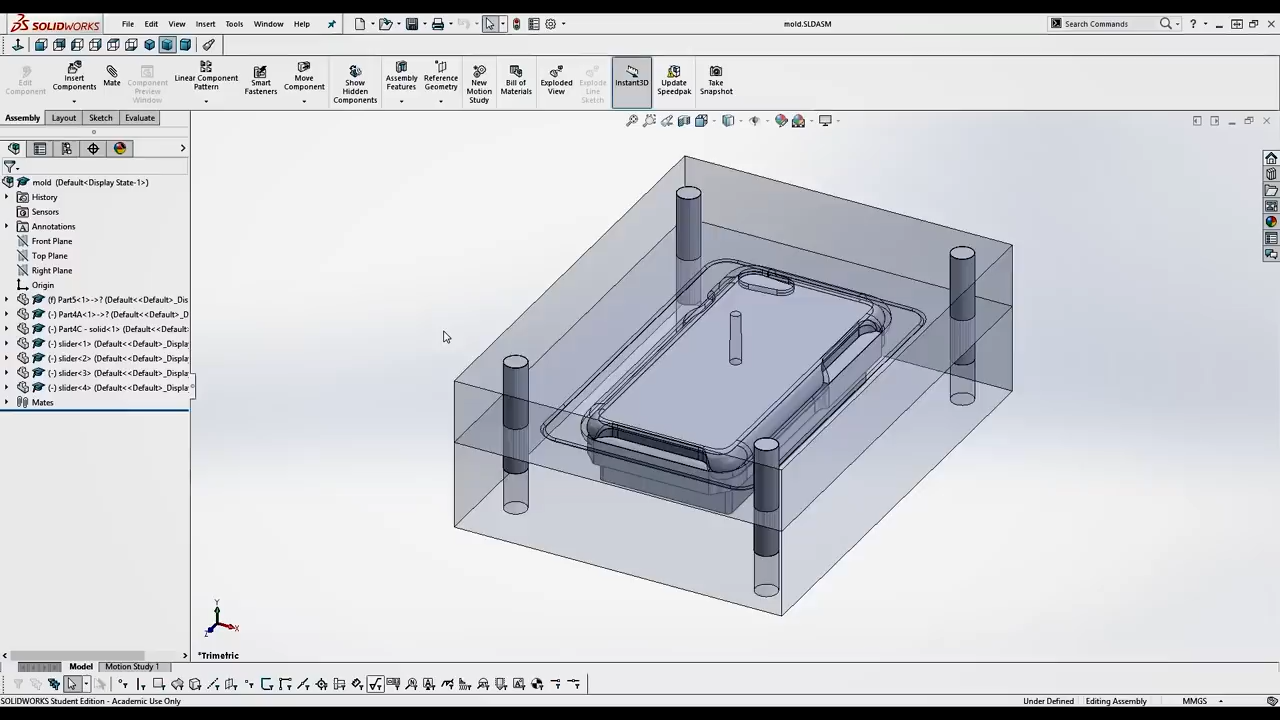 SOLIDWORKS
File Edit View Insert Tools Window Help
mold.SLDASM
Search Commands
Edit Component
Insert Components
Mate
Component Preview Window
Linear Component Pattern
Smart Fasteners
Move Component
Show Hidden Components
Assembly Features
Reference Geometry
New Motion Study
Bill of Materials
Exploded View
Explode Line Sketch
Instant3D
Update Speedpak
Take Snapshot
Assembly Layout Sketch Evaluate
mold (Default<Display State-1>)
History
Sensors
Annotations
Front Plane
Top Plane
Right Plane
Origin
(f) Part5<1>->? (Default<<Default>_Dis
(-) Part4A<1>->? (Default<<Default>_D
(-) Part4C - solid<1> (Default<<Default
(-) slider<1> (Default<<Default>_Display
(-) slider<2> (Default<<Default>_Display
(-) slider<3> (Default<<Default>_Display
(-) slider<4> (Default<<Default>_Display
Mates
Y
X
Z
*Trimetric
Model Motion Study 1
SOLIDWORKS Student Edition - Academic Use Only
Under Defined Editing Assembly MMGS